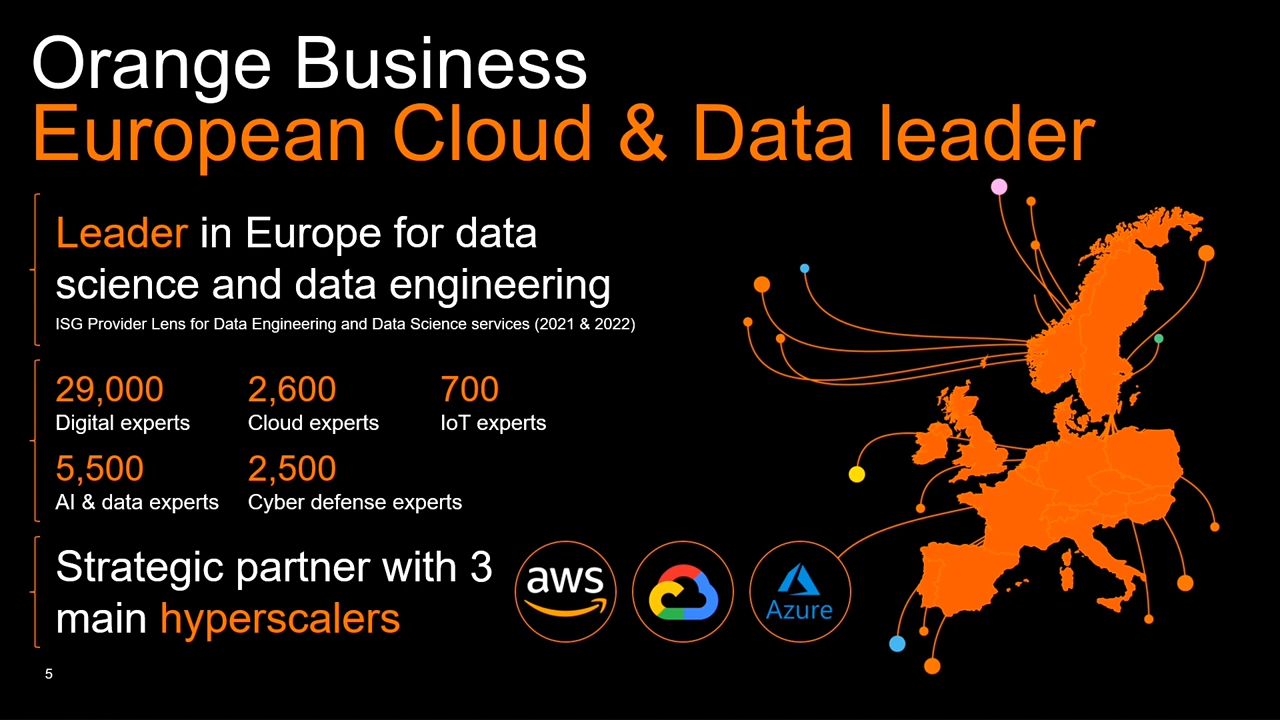 Orange Business
European Cloud & Data leader
Leader in Europe for data
science and data engineering
ISG Provider Lens for Data Engineering and Data Science services (2021 & 2022)
29,000
Digital experts
2,600
Cloud experts
700
IoT experts
5,500
AI & data experts
2,500
Cyber defense experts
Strategic partner with 3
main hyperscalers
aws
Azure
5